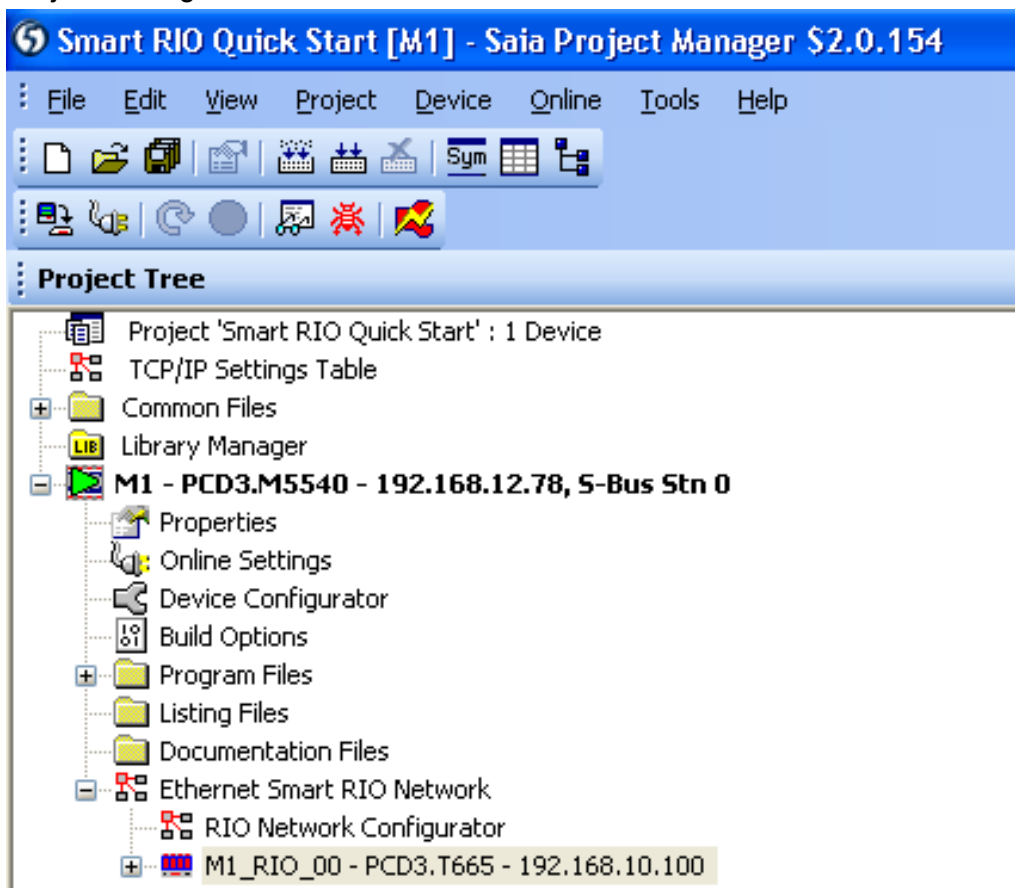 Smart RIO Quick Start [M1] - Saia Project Manager $2.0.154
File Edit View Project Device Online Tools Help
Sym
Project Tree
Project 'Smart RIO Quick Start' : 1 Device
TCP/IP Settings Table
Common Files
LIB Library Manager
M1 - PCD3.M5540 - 192.168.12.78, S-Bus Stn 0
Properties
Online Settings
Device Configurator
Build Options
Program Files
Listing Files
Documentation Files
Ethernet Smart RIO Network
RIO Network Configurator
M1_RIO_00 - PCD3.T665 - 192.168.10.100